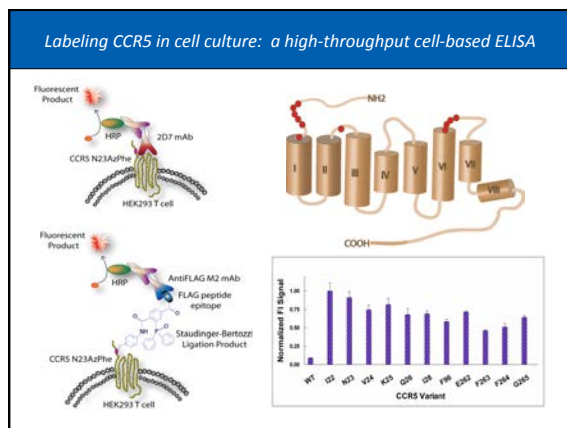 Labeling CCR5 in cell culture:  a high-throughput cell-based ELISA
Fluorescent
Product
HRP
2D7 mAb
CCR5 N23AzPhe
HEK293 T cell
Fluorescent
Product
HRP
AntiFLAG M2 mAb
FLAG peptide
epitope
NH
Staudinger-Bertozzi
Ligation Product
CCR5 N23AzPhe
HEK293 T cell
NH2
I
II
III
IV
V
VI
VII
VIII
COOH
Normalized FI Signal
1.00
0.75
0.50
0.25
0.00
WT
I22
N23
V24
K25
Q26
I28
F96
E262
F263
F264
G265
CCR5 Variant